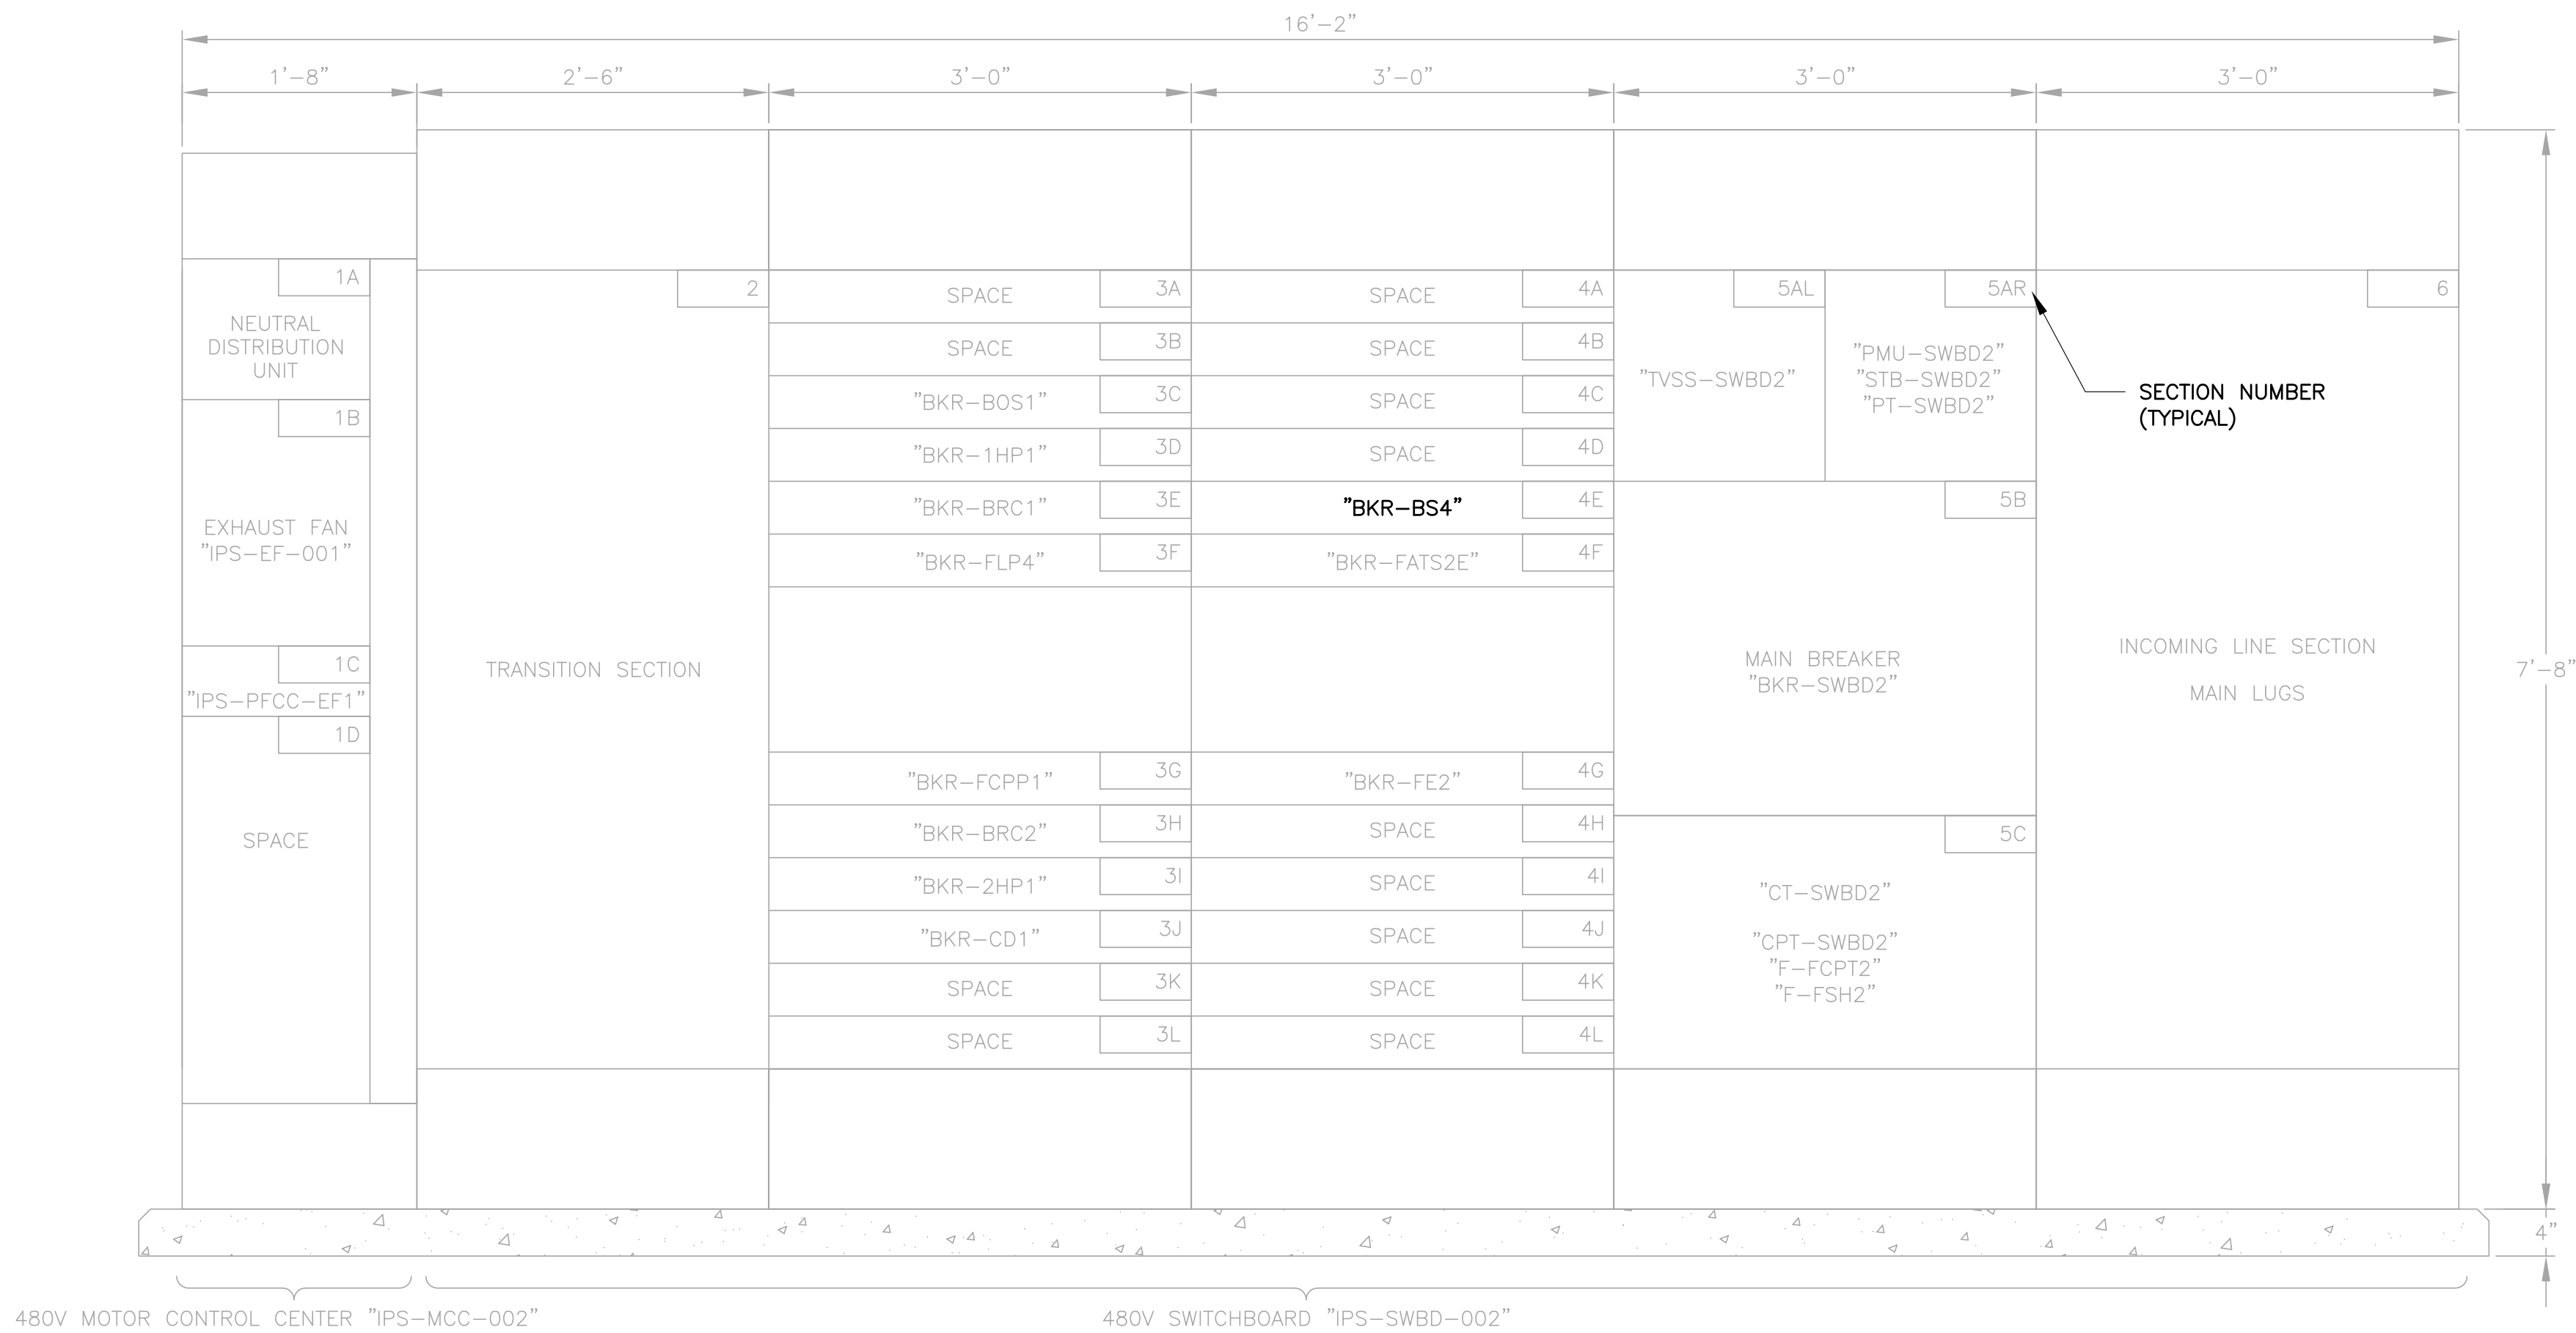 16'-2"
1'-8"
2'-6"
3'-0"
3'-0"
3'-0"
3'-0"
1A
NEUTRAL
DISTRIBUTION
UNIT
1B
EXHAUST FAN
"IPS-EF-001"
1C
"IPS-PFCC-EF1"
1D
SPACE
2
TRANSITION SECTION
SPACE 3A
SPACE 3B
"BKR-BOS1" 3C
"BKR-1HP1" 3D
"BKR-BRC1" 3E
"BKR-FLP4" 3F
"BKR-FCPP1" 3G
"BKR-BRC2" 3H
"BKR-2HP1" 3I
"BKR-CD1" 3J
SPACE 3K
SPACE 3L
SPACE 4A
SPACE 4B
SPACE 4C
SPACE 4D
"BKR-BS4" 4E
"BKR-FATS2E" 4F
"BKR-FE2" 4G
SPACE 4H
SPACE 4I
SPACE 4J
SPACE 4K
SPACE 4L
5AL
"TVSS-SWBD2"
5AR
"PMU-SWBD2"
"STB-SWBD2"
"PT-SWBD2"
5B
MAIN BREAKER
"BKR-SWBD2"
5C
"CT-SWBD2"
"CPT-SWBD2"
"F-FCPT2"
"F-FSH2"
6
SECTION NUMBER
(TYPICAL)
INCOMING LINE SECTION
MAIN LUGS
7'-8"
4"
480V MOTOR CONTROL CENTER "IPS-MCC-002"
480V SWITCHBOARD "IPS-SWBD-002"